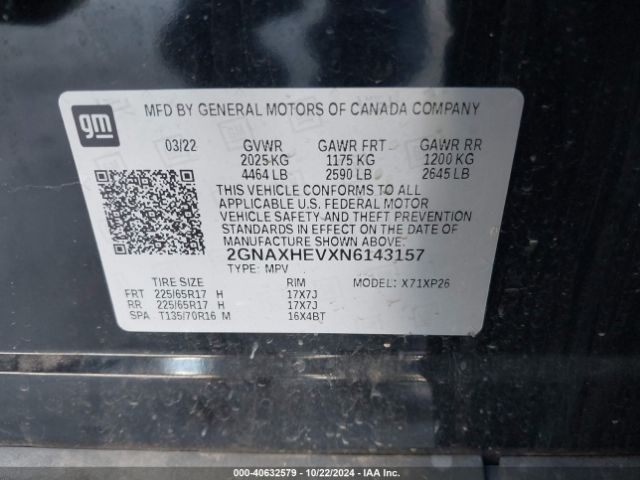 gm
MFD BY GENERAL MOTORS OF CANADA COMPANY
03/22 GVWR GAWR FRT GAWR RR
2025 KG 1175 KG 1200 KG
4464 LB 2590 LB 2645 LB
THIS VEHICLE CONFORMS TO ALL
APPLICABLE U.S. FEDERAL MOTOR
VEHICLE SAFETY AND THEFT PREVENTION
STANDARDS IN EFFECT ON THE DATE OF
MANUFACTURE SHOWN ABOVE:
2GNAXHEVXN6143157
TYPE: MPV
TIRE SIZE RIM MODEL: X71XP26
FRT 225/65R17 H 17X7J
RR 225/65R17 H 17X7J
SPA T135/70R16 M 16X4BT
000-40632579 - 10/22/2024 - IAA Inc.